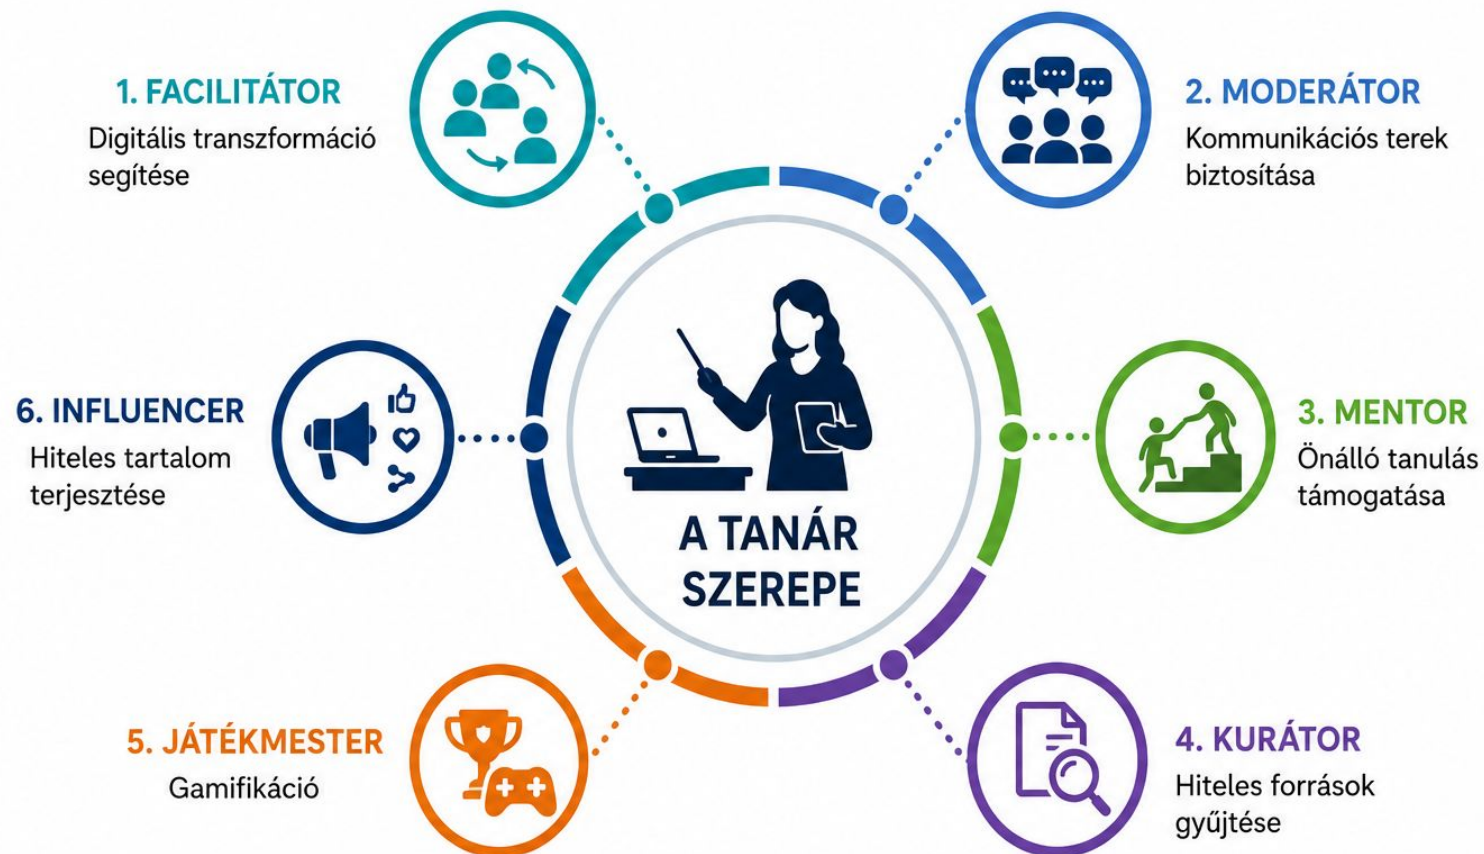 1. FACILITÁTOR
Digitális transzformáció
segítése
2. MODERÁTOR
Kommunikációs terek
biztosítása
3. MENTOR
Önálló tanulás
támogatása
4. KURÁTOR
Hiteles források
gyűjtése
5. JÁTÉKMESTER
Gamifikáció
6. INFLUENCER
Hiteles tartalom
terjesztése
A TANÁR
SZEREPE